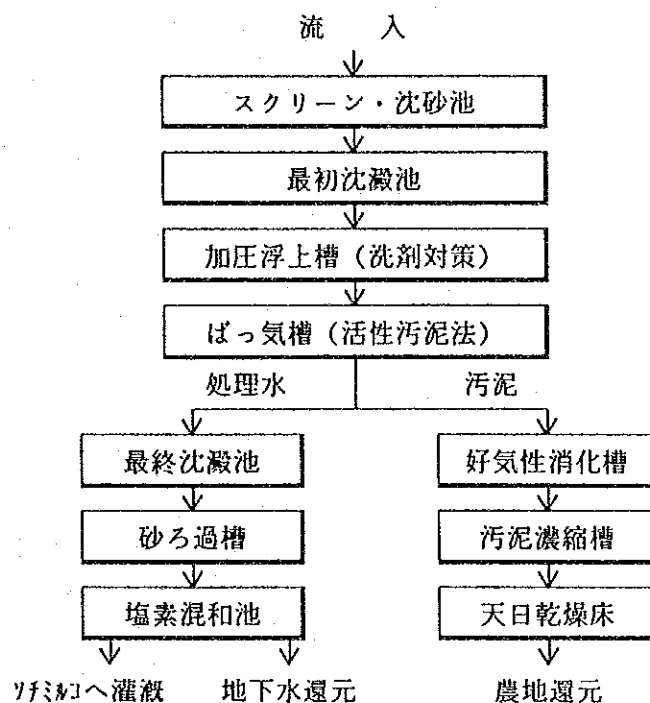 流 入
スクリーン・沈砂池
最初沈澱池
加圧浮上槽（洗剤対策）
ばっ気槽（活性汚泥法）
処理水 汚泥
最終沈澱池 好気性消化槽
砂ろ過槽 汚泥濃縮槽
塩素混和池 天日乾燥床
ｿﾁﾐﾙｺへ灌漑 地下水還元 農地還元